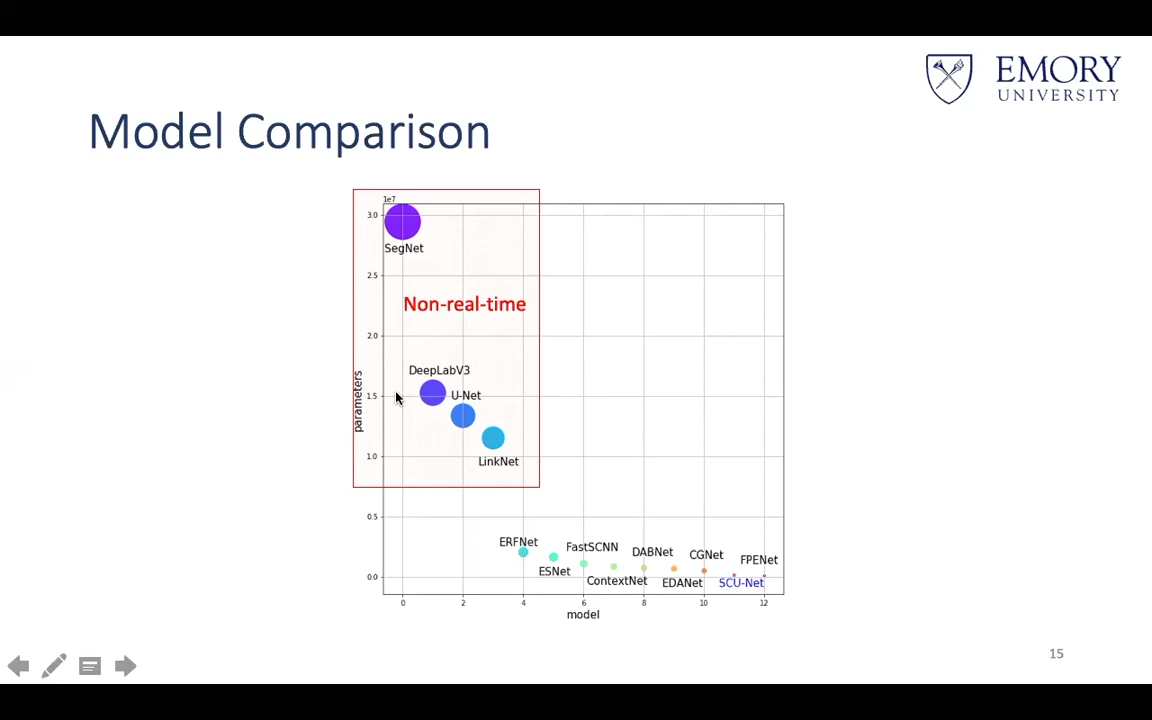 EMORY
UNIVERSITY
Model Comparison
1e7
3.0
SegNet
2.5
Non-real-time
2.0
DeepLabV3
parameters
1.5
U-Net
1.0
LinkNet
0.5
ERFNet
FastSCNN
DABNet
CGNet
FPENet
ESNet
ContextNet
EDANet
SCU-Net
0.0
0 2 4 6 8 10 12
model
15